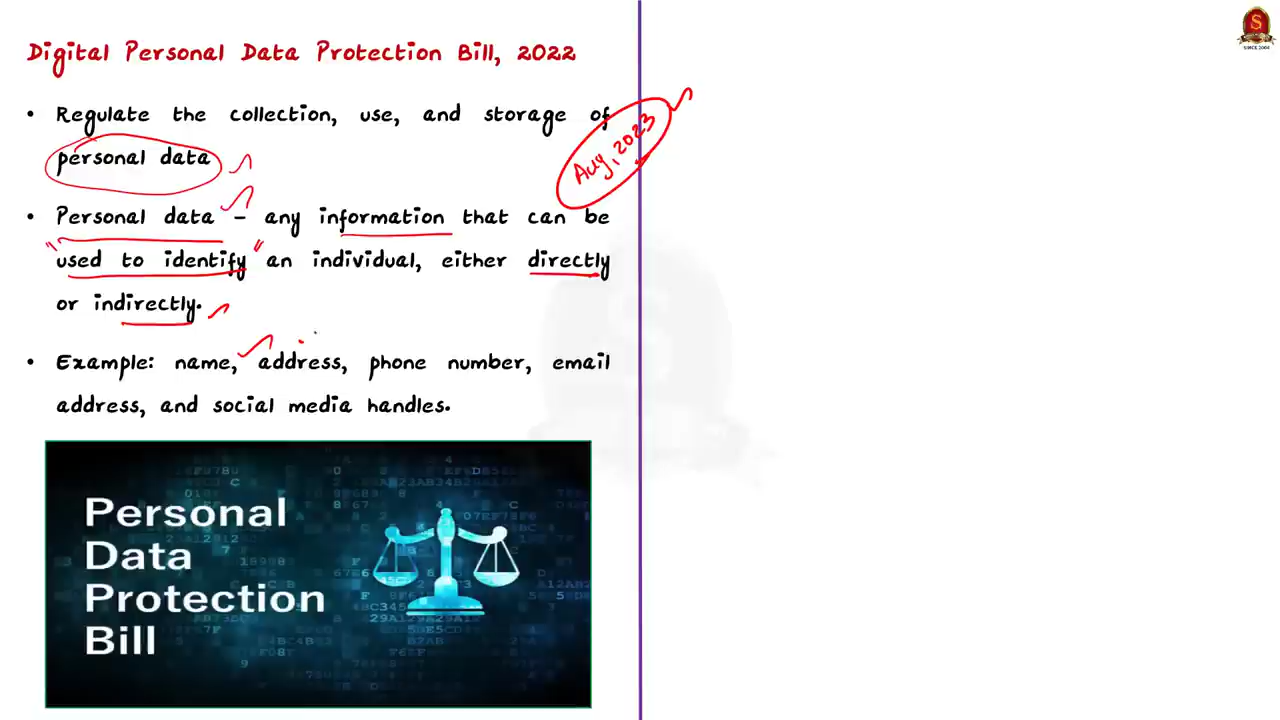 Digital Personal Data Protection Bill, 2022
• Regulate the collection, use, and storage of
personal data
Aug, 2023
• Personal data – any information that can be
"used to identify" an individual, either directly
or indirectly.
• Example: name, address, phone number, email
address, and social media handles.
Personal
Data
Protection
Bill
S
SINCE 2004